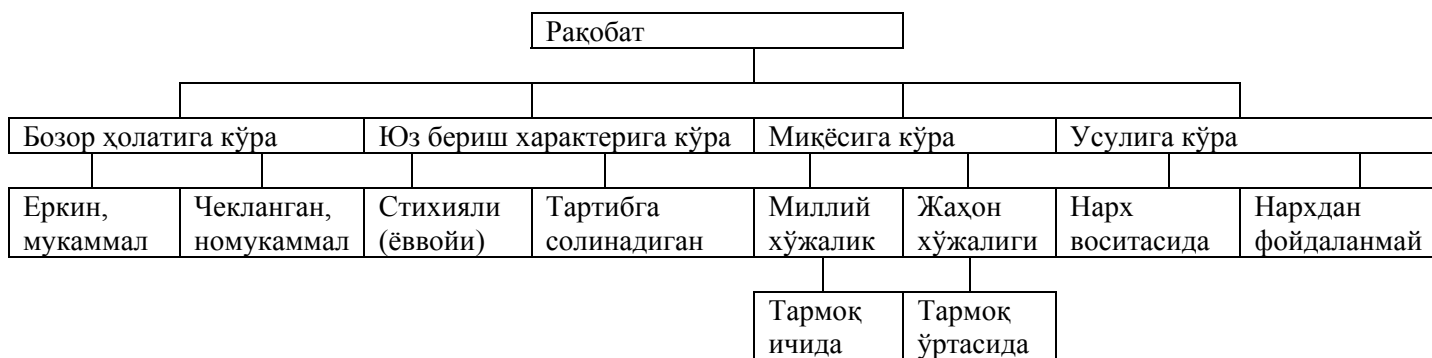 Рақобат
Бозор ҳолатига кўра
Юз бериш характерига кўра
Миқёсига кўра
Усулига кўра
Еркин,
мукаммал
Чекланган,
номукаммал
Стихияли
(ёввойи)
Тартибга
солинадиган
Миллий
хўжалик
Жаҳон
хўжалиги
Нарх
воситасида
Нархдан
фойдаланмай
Тармоқ
ичида
Тармоқ
ўртасида